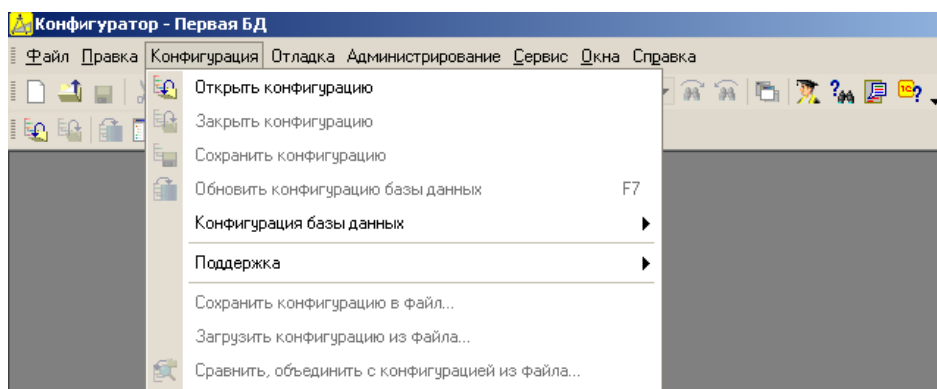 Конфигуратор - Первая БД
Файл Правка Конфигурация Отладка Администрирование Сервис Окна Справка
Открыть конфигурацию
Закрыть конфигурацию
Сохранить конфигурацию
Обновить конфигурацию базы данных F7
Конфигурация базы данных
Поддержка
Сохранить конфигурацию в файл...
Загрузить конфигурацию из файла...
Сравнить, объединить с конфигурацией из файла...